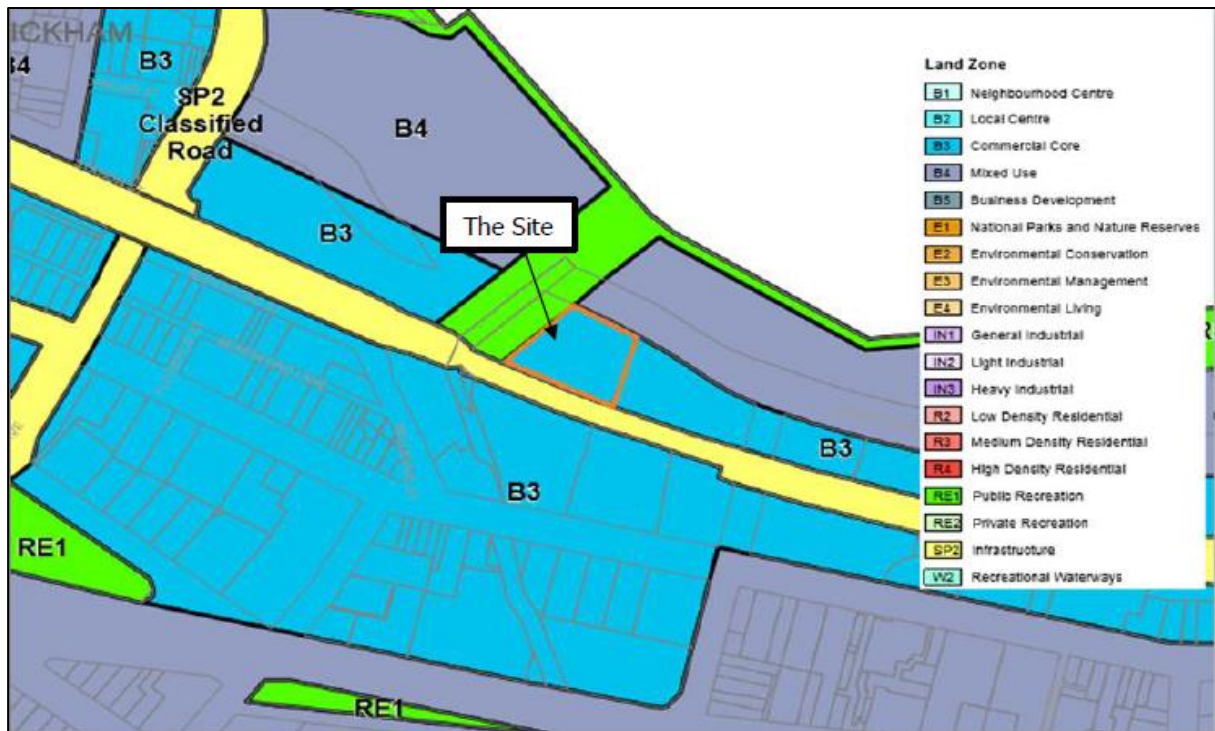 ICKHAM
B4
B3
SP2
Classified
Road
B4
B3
The Site
B3
B3
RE1
RE1
R
Land Zone
B1 Neighbourhood Centre
B2 Local Centre
B3 Commercial Core
B4 Mixed Use
B5 Business Development
E1 National Parks and Nature Reserves
E2 Environmental Conservation
E3 Environmental Management
E4 Environmental Living
IN1 General Industrial
IN2 Light Industrial
IN3 Heavy Industrial
R2 Low Density Residential
R3 Medium Density Residential
R4 High Density Residential
RE1 Public Recreation
RE2 Private Recreation
SP2 Infrastructure
W2 Recreational Waterways